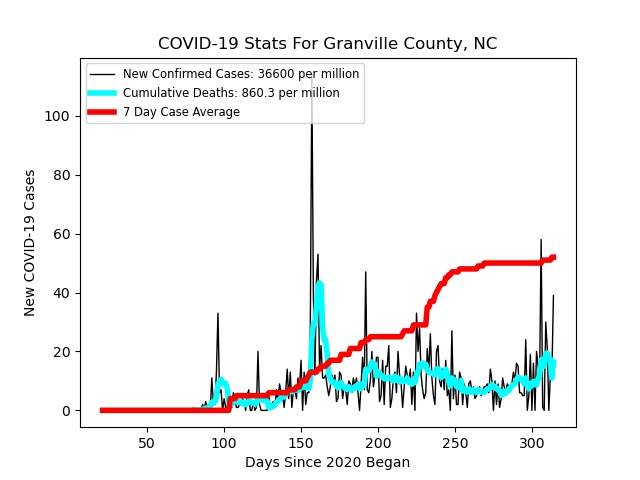 COVID-19 Stats For Granville County, NC
New Confirmed Cases: 36600 per million
Cumulative Deaths: 860.3 per million
7 Day Case Average
New COVID-19 Cases
100
80
60
40
20
0
50
100
150
200
250
300
Days Since 2020 Began